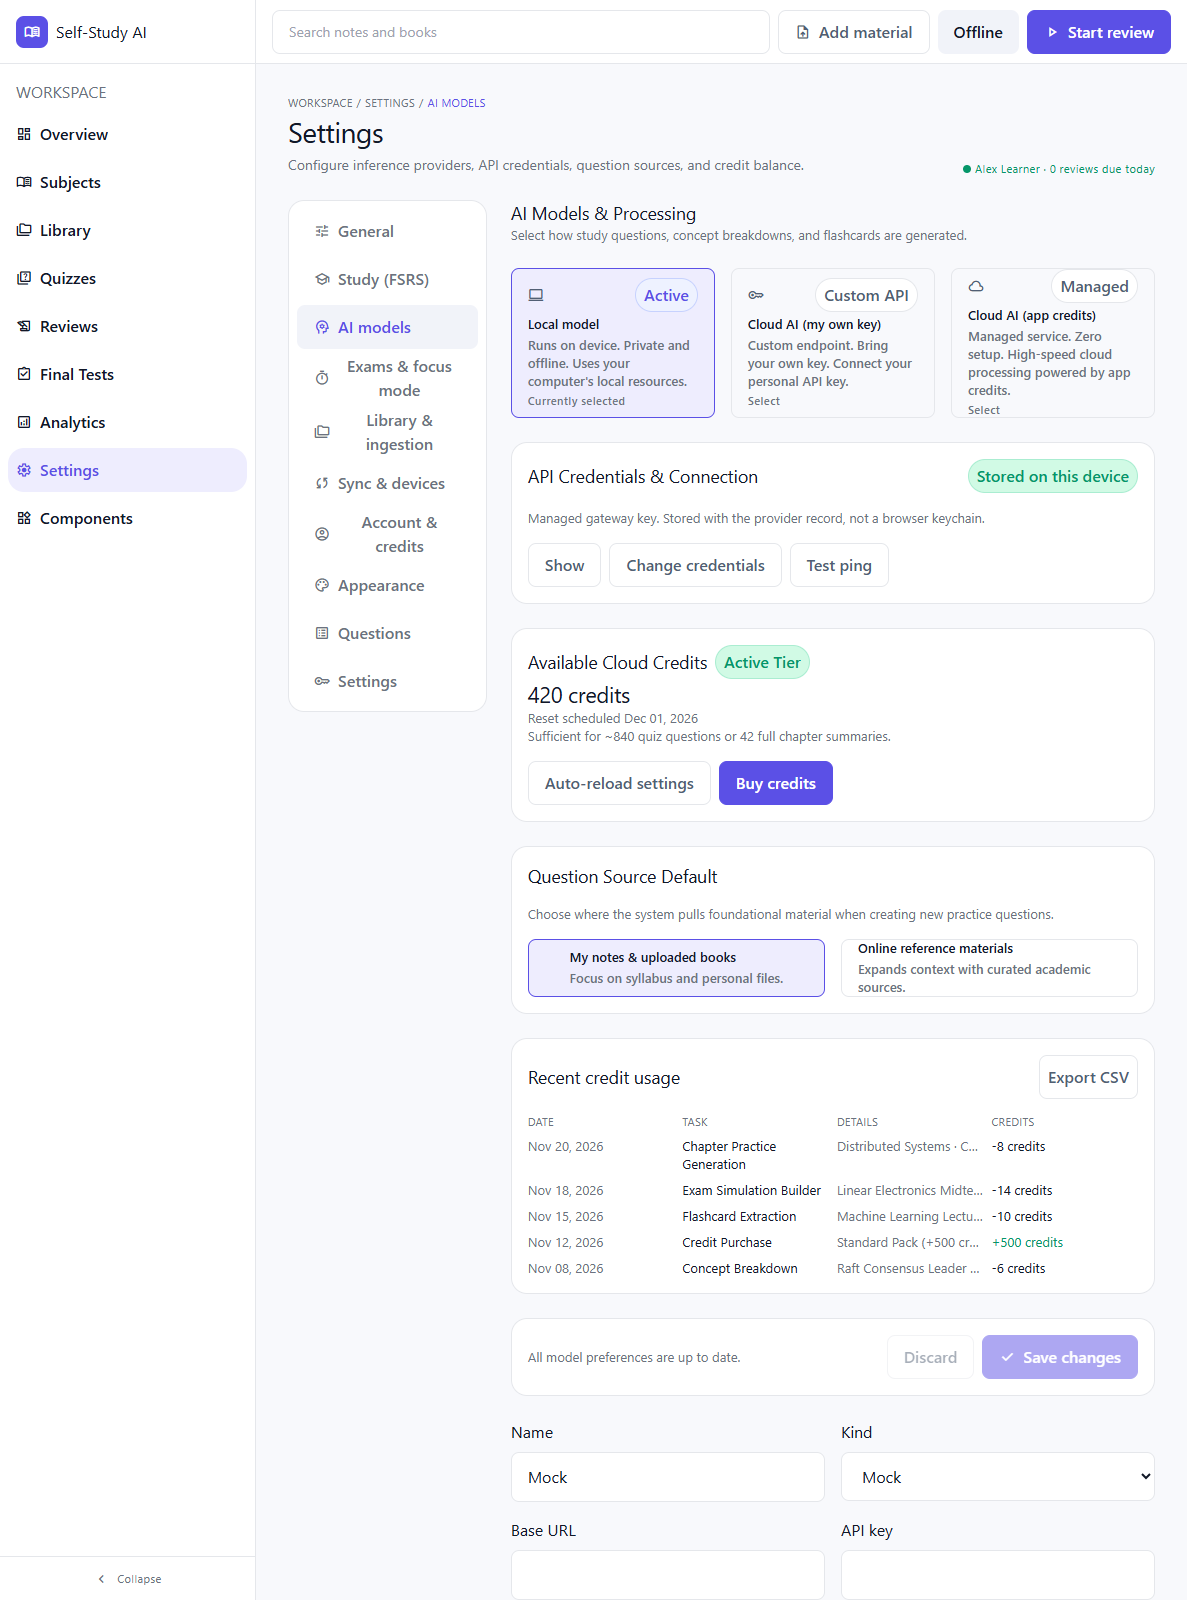 Self-Study AI
Search notes and books
Add material
Offline
Start review
WORKSPACE
Overview
Subjects
Library
Quizzes
Reviews
Final Tests
Analytics
Settings
Components
Collapse
WORKSPACE / SETTINGS / AI MODELS
Settings
Configure inference providers, API credentials, question sources, and credit balance.
Alex Learner · 0 reviews due today
General
Study (FSRS)
AI models
Exams & focus
mode
Library &
ingestion
Sync & devices
Account &
credits
Appearance
Questions
Settings
AI Models & Processing
Select how study questions, concept breakdowns, and flashcards are generated.
Active
Local model
Runs on device. Private and
offline. Uses your
computer's local resources.
Currently selected
Custom API
Cloud AI (my own key)
Custom endpoint. Bring
your own key. Connect your
personal API key.
Select
Managed
Cloud AI (app credits)
Managed service. Zero
setup. High-speed cloud
processing powered by app
credits.
Select
API Credentials & Connection
Stored on this device
Managed gateway key. Stored with the provider record, not a browser keychain.
Show
Change credentials
Test ping
Available Cloud Credits
Active Tier
420 credits
Reset scheduled Dec 01, 2026
Sufficient for ~840 quiz questions or 42 full chapter summaries.
Auto-reload settings
Buy credits
Question Source Default
Choose where the system pulls foundational material when creating new practice questions.
My notes & uploaded books
Focus on syllabus and personal files.
Online reference materials
Expands context with curated academic
sources.
Recent credit usage
Export CSV
DATE TASK DETAILS CREDITS
Nov 20, 2026 Chapter Practice Distributed Systems · C... -8 credits
Generation
Nov 18, 2026 Exam Simulation Builder Linear Electronics Midte... -14 credits
Nov 15, 2026 Flashcard Extraction Machine Learning Lectu... -10 credits
Nov 12, 2026 Credit Purchase Standard Pack (+500 cr... +500 credits
Nov 08, 2026 Concept Breakdown Raft Consensus Leader ... -6 credits
All model preferences are up to date.
Discard
Save changes
Name
Mock
Kind
Mock
Base URL
API key